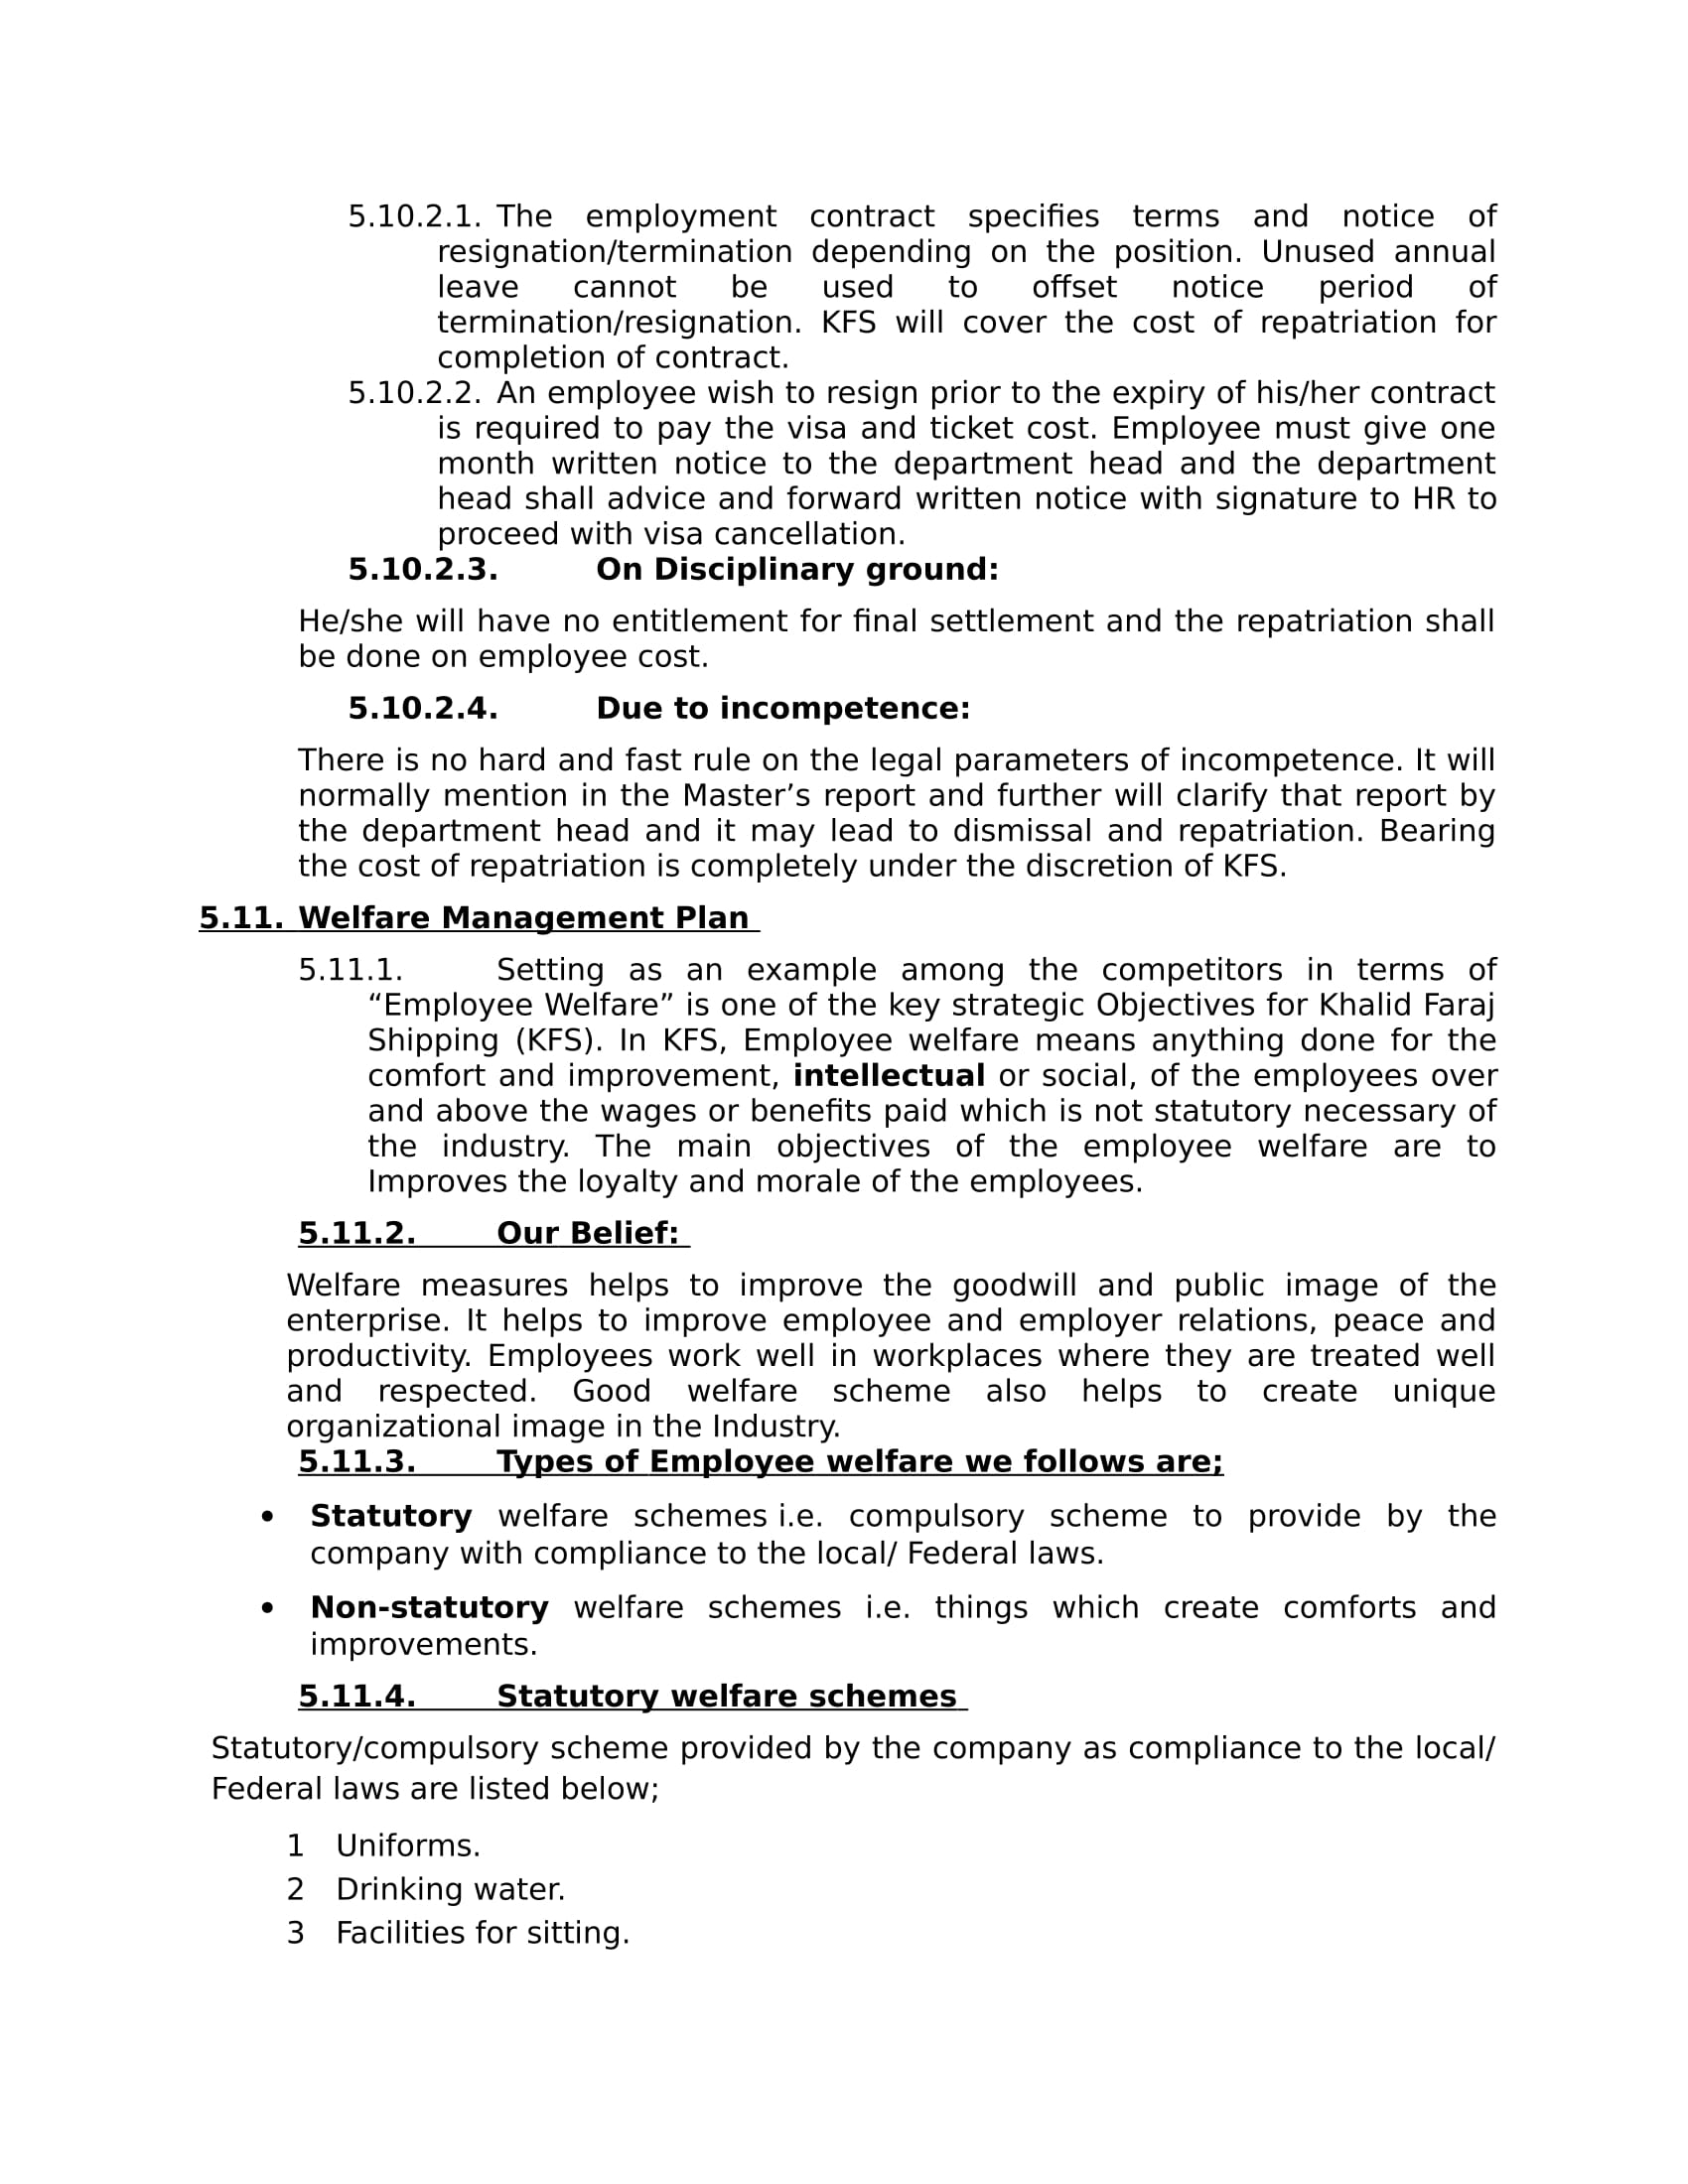 5.10.2.1. The employment contract specifies terms and notice of
resignation/termination depending on the position. Unused annual
leave cannot be used to offset notice period of
termination/resignation. KFS will cover the cost of repatriation for
completion of contract.
5.10.2.2. An employee wish to resign prior to the expiry of his/her contract
is required to pay the visa and ticket cost. Employee must give one
month written notice to the department head and the department
head shall advice and forward written notice with signature to HR to
proceed with visa cancellation.
5.10.2.3. On Disciplinary ground:
He/she will have no entitlement for final settlement and the repatriation shall
be done on employee cost.
5.10.2.4. Due to incompetence:
There is no hard and fast rule on the legal parameters of incompetence. It will
normally mention in the Master’s report and further will clarify that report by
the department head and it may lead to dismissal and repatriation. Bearing
the cost of repatriation is completely under the discretion of KFS.
5.11. Welfare Management Plan
5.11.1. Setting as an example among the competitors in terms of
“Employee Welfare” is one of the key strategic Objectives for Khalid Faraj
Shipping (KFS). In KFS, Employee welfare means anything done for the
comfort and improvement, intellectual or social, of the employees over
and above the wages or benefits paid which is not statutory necessary of
the industry. The main objectives of the employee welfare are to
Improves the loyalty and morale of the employees.
5.11.2. Our Belief:
Welfare measures helps to improve the goodwill and public image of the
enterprise. It helps to improve employee and employer relations, peace and
productivity. Employees work well in workplaces where they are treated well
and respected. Good welfare scheme also helps to create unique
organizational image in the Industry.
5.11.3. Types of Employee welfare we follows are;
• Statutory welfare schemes i.e. compulsory scheme to provide by the
company with compliance to the local/ Federal laws.
• Non-statutory welfare schemes i.e. things which create comforts and
improvements.
5.11.4. Statutory welfare schemes
Statutory/compulsory scheme provided by the company as compliance to the local/
Federal laws are listed below;
1 Uniforms.
2 Drinking water.
3 Facilities for sitting.